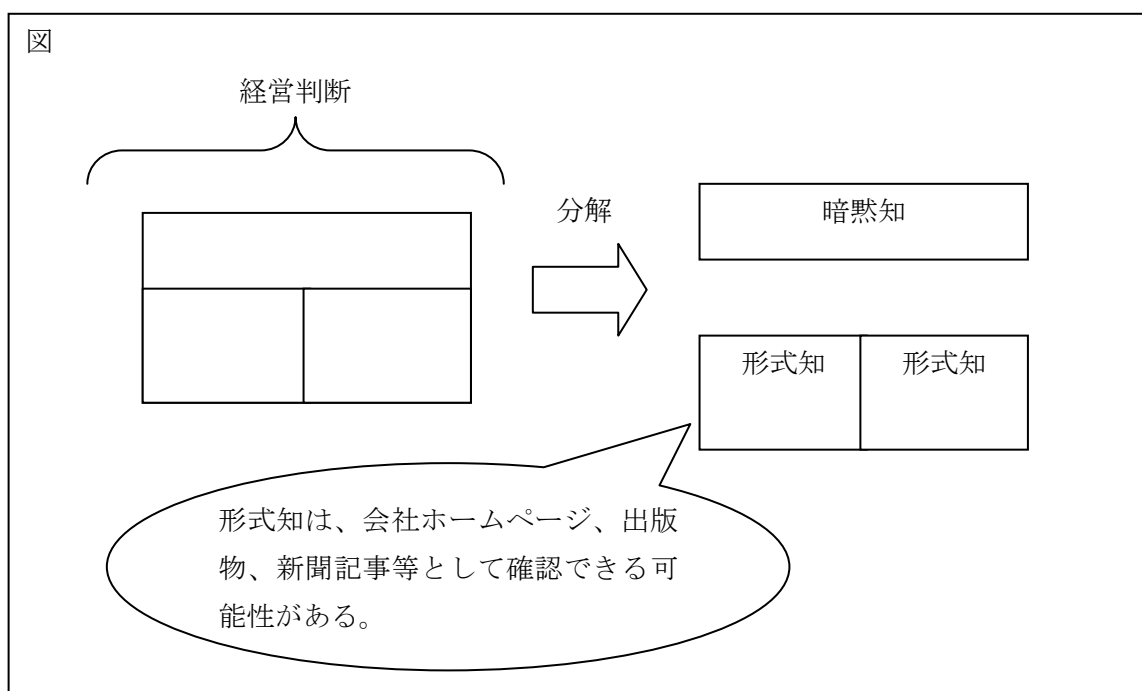 図
経営判断
分解
暗黙知
形式知 形式知
形式知は、会社ホームページ、出版
物、新聞記事等として確認できる可
能性がある。